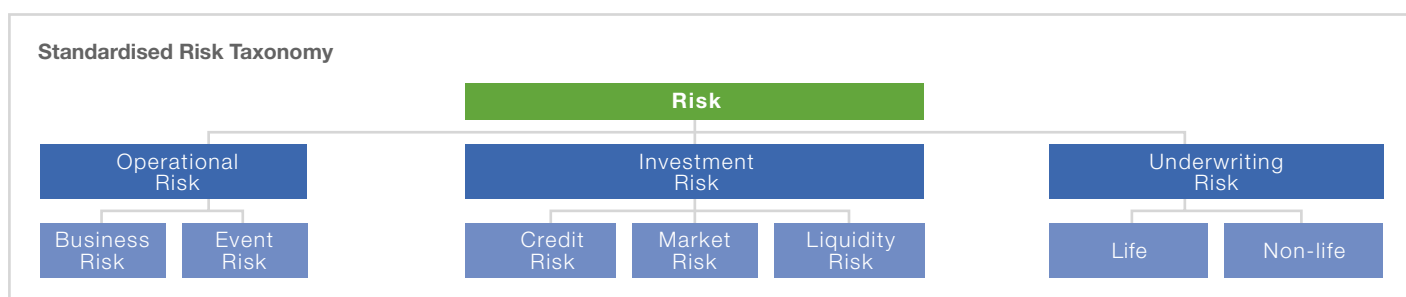 Standardised Risk Taxonomy
Risk
Operational
Risk
Investment
Risk
Underwriting
Risk
Business
Risk
Event
Risk
Credit
Risk
Market
Risk
Liquidity
Risk
Life
Non-life